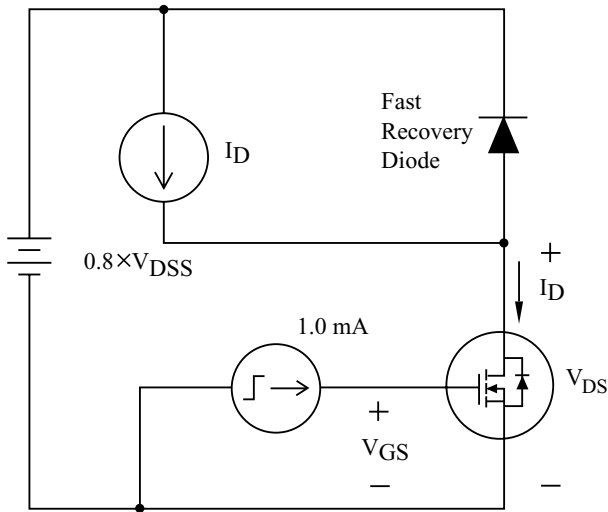 Fast
Recovery
Diode
I_D
0.8×V_DSS
+
I_D
1.0 mA
V_DS
+
V_GS
−
−